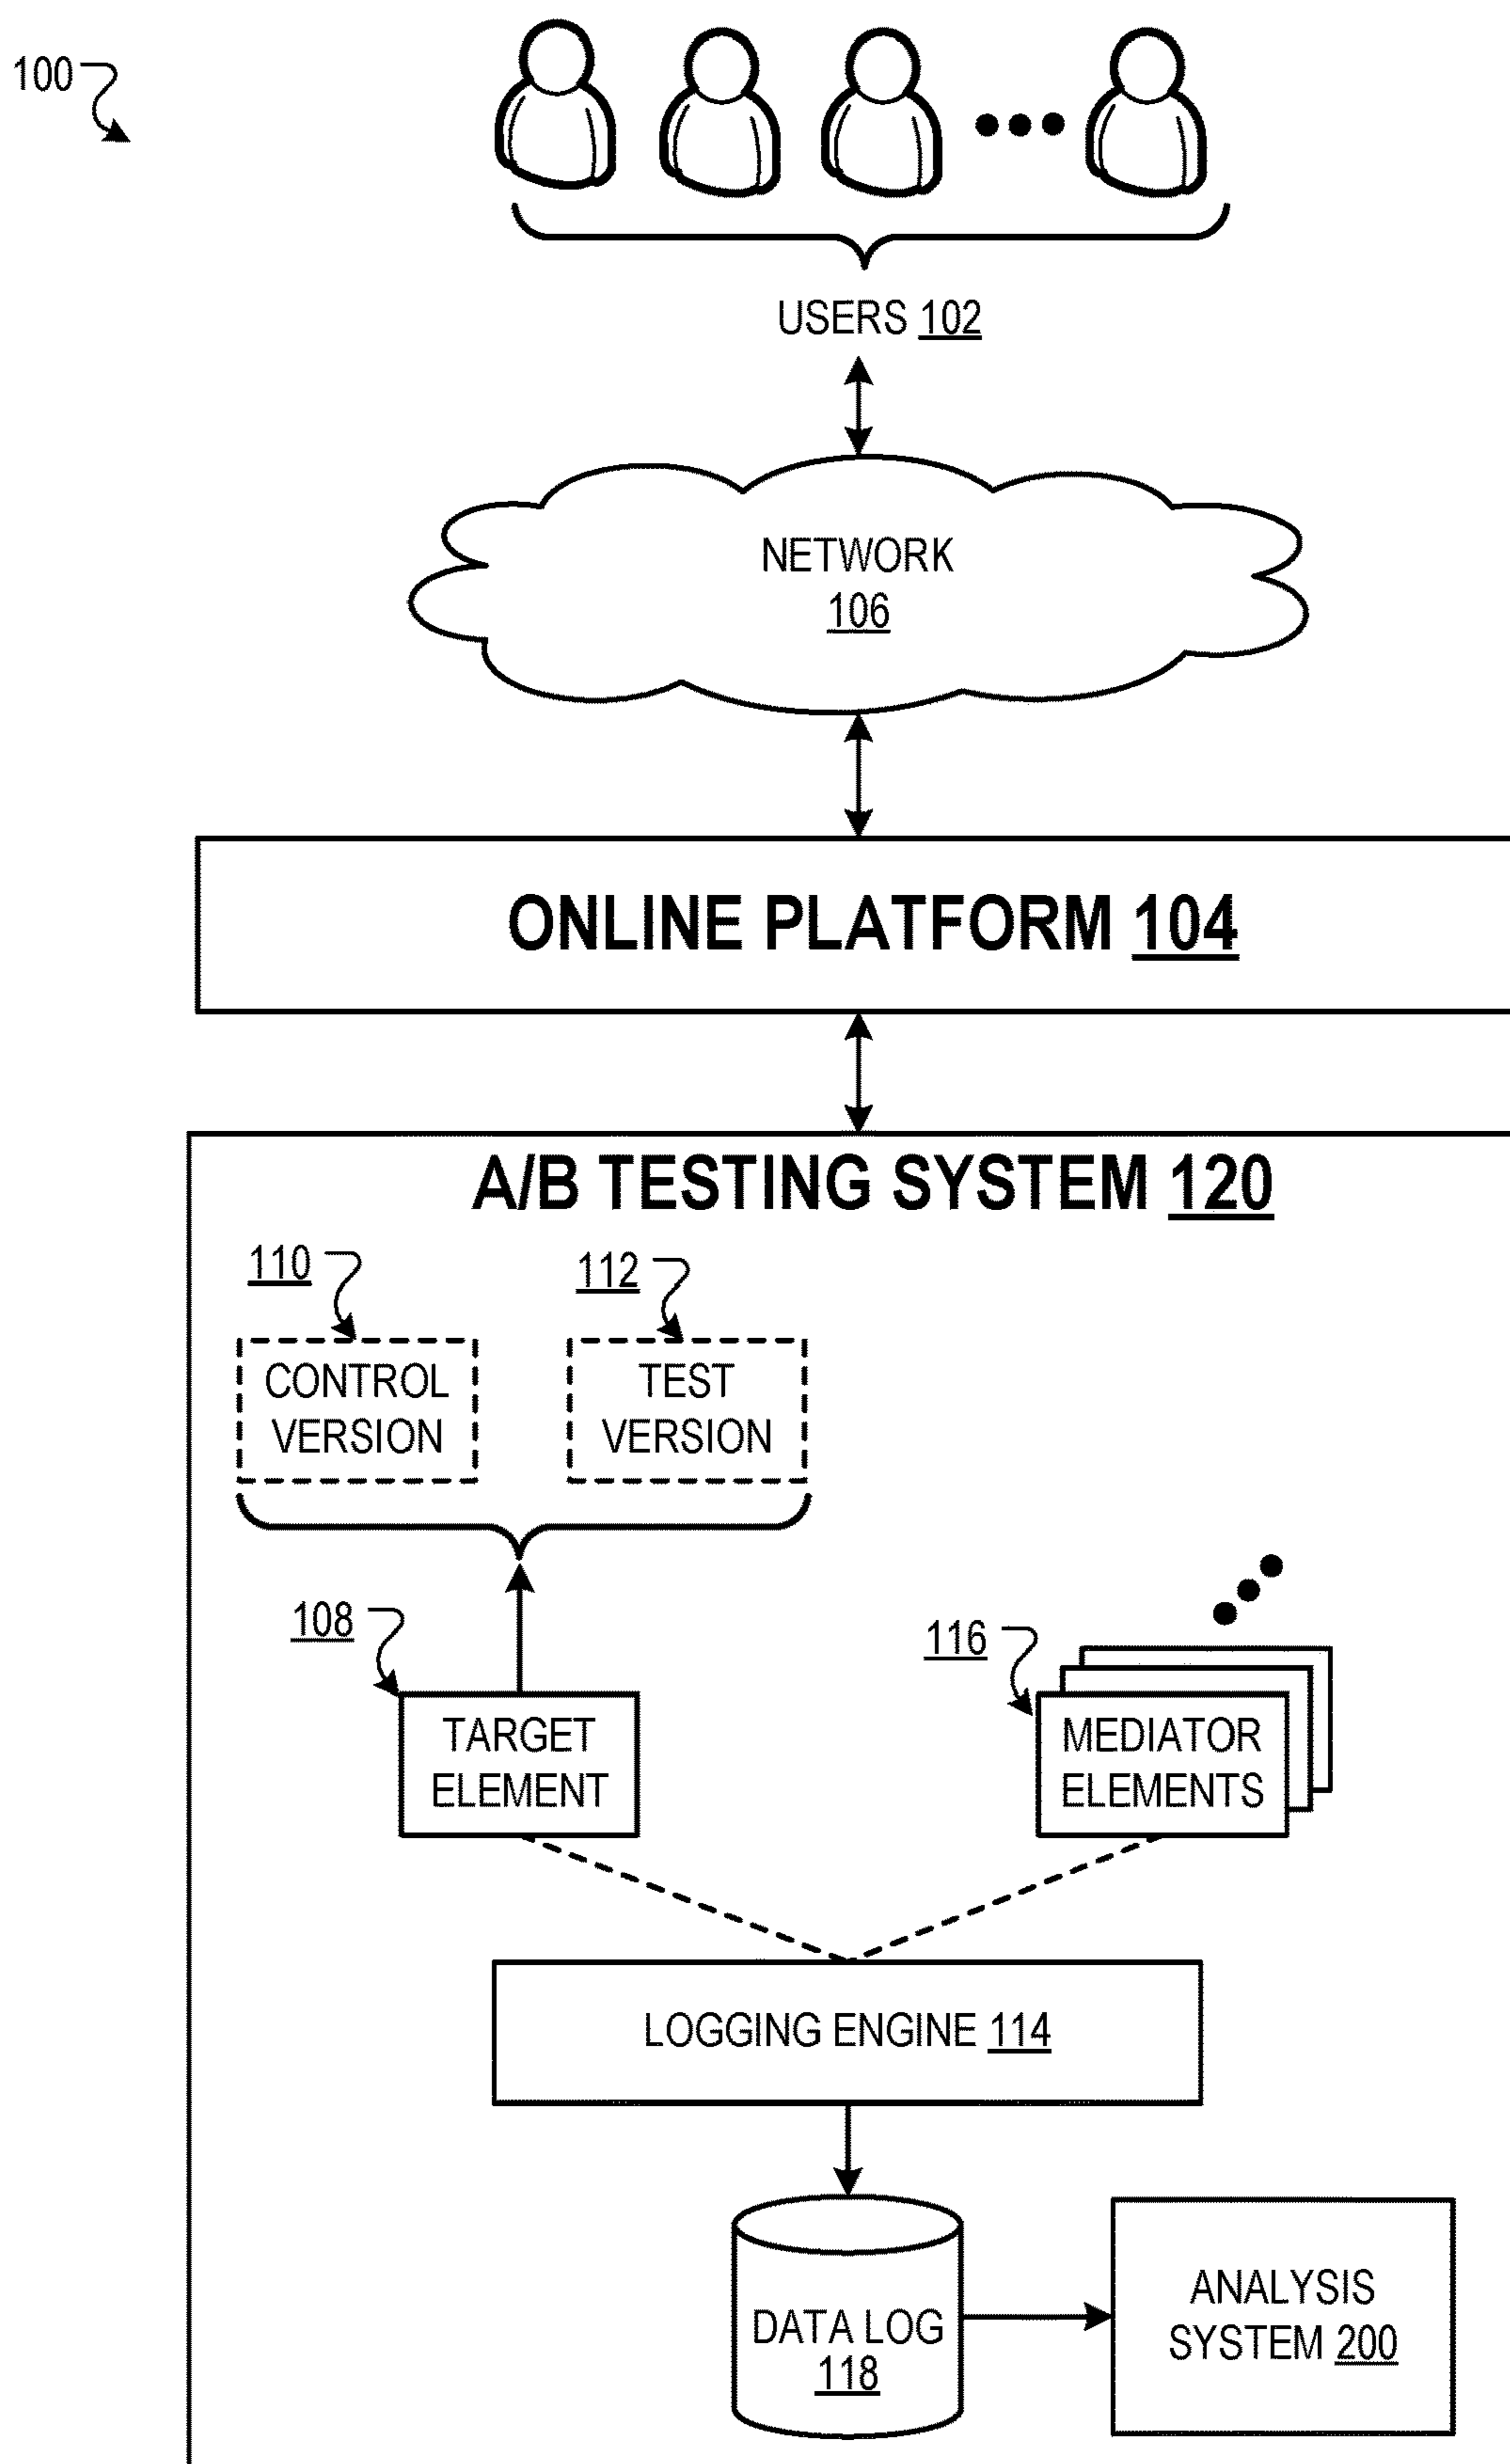 100
USERS 102
NETWORK
106
ONLINE PLATFORM 104
A/B TESTING SYSTEM 120
110
112
CONTROL
VERSION
TEST
VERSION
108
116
TARGET
ELEMENT
MEDIATOR
ELEMENTS
LOGGING ENGINE 114
DATA LOG
118
ANALYSIS
SYSTEM 200